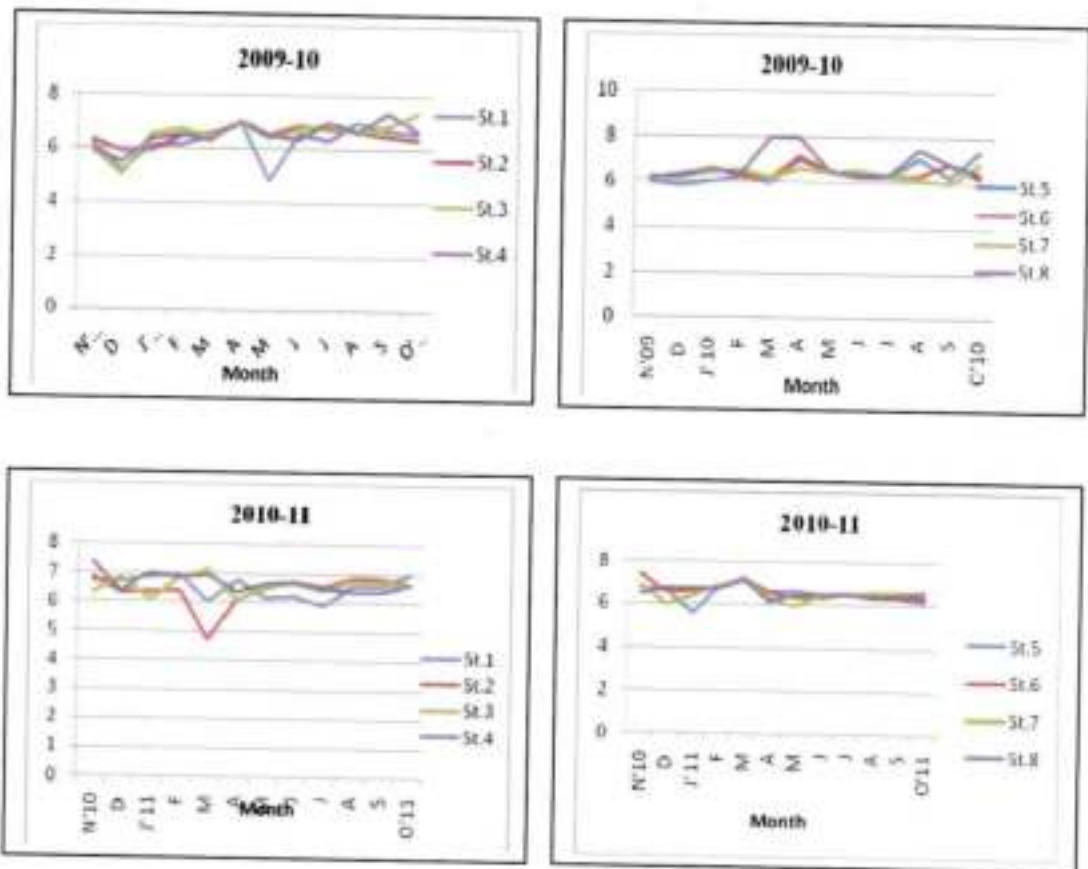 2009-10
8
6
4
2
0
St.1
St.2
St.3
St.4
N'..
D
J'..
F
M
A
M
J
J
A
S
O'..
Month
2009-10
10
8
6
4
2
0
St.5
St.6
St.7
St.8
N'09
D
J'10
F
M
A
M
J
J
A
S
Month
2010-11
8
7
6
5
4
3
2
1
0
St.1
St.2
St.3
St.4
N'10
D
J'11
F
M
A
J
A
S
O'11
Month
2010-11
8
6
4
2
0
St.5
St.6
St.7
St.8
N'10
D
J'11
F
M
A
M
J
J
A
S
O'11
Month